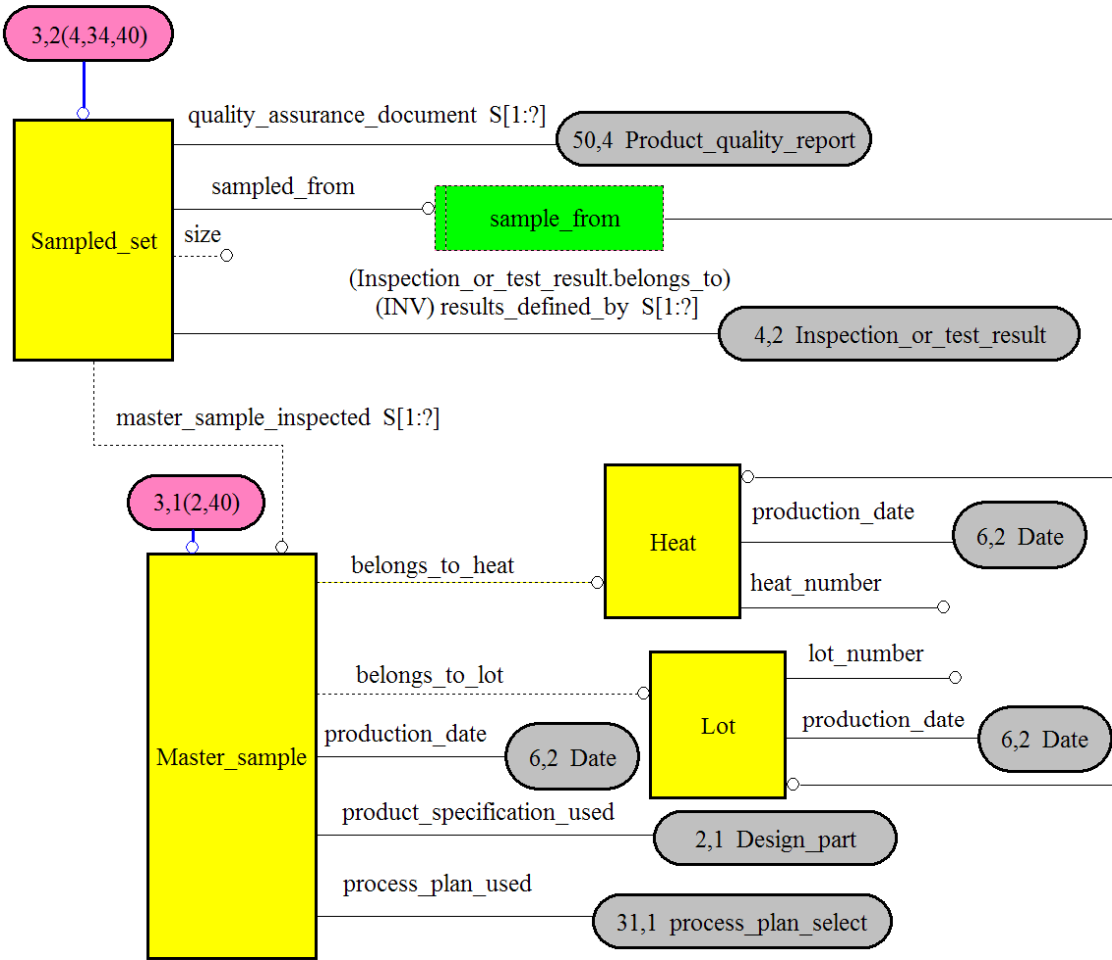 3,2(4,34,40)
quality_assurance_document S[1:?]
50,4 Product_quality_report
sampled_from
sample_from
Sampled_set
size
(Inspection_or_test_result.belongs_to)
(INV) results_defined_by S[1:?]
4,2 Inspection_or_test_result
master_sample_inspected S[1:?]
3,1(2,40)
Heat
production_date
6,2 Date
belongs_to_heat
heat_number
lot_number
belongs_to_lot
Lot
production_date
6,2 Date
production_date
6,2 Date
Master_sample
product_specification_used
2,1 Design_part
process_plan_used
31,1 process_plan_select